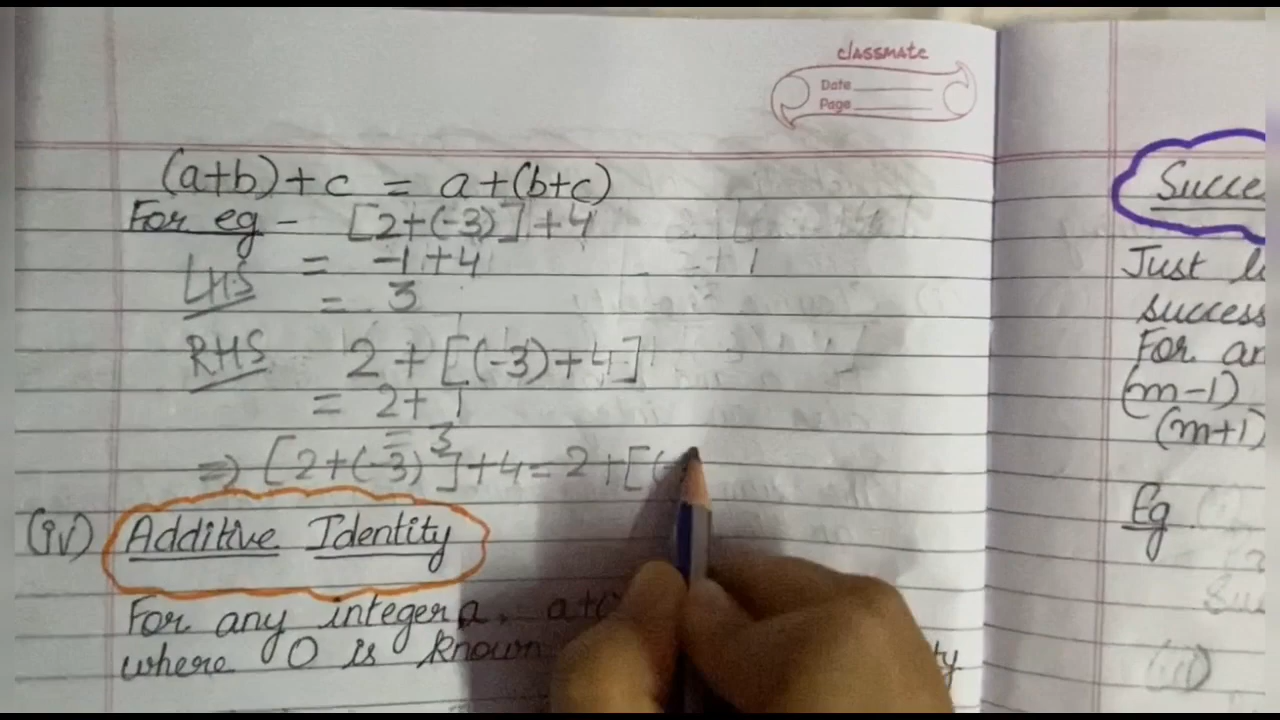 classmate
Date
Page
(a+b)+c = a+(b+c)
For eg - [2+(-3)]+4
LHS = -1+4
= 3
RHS 2+[(-3)+4]
= 2+1
= 3
⇒ [2+(-3)]+4=2+[(-
(iv) Additive Identity
For any integer a, a+
where 0 is known
Succe
Just
success
For an
(m-1)
(m+1)
Eg